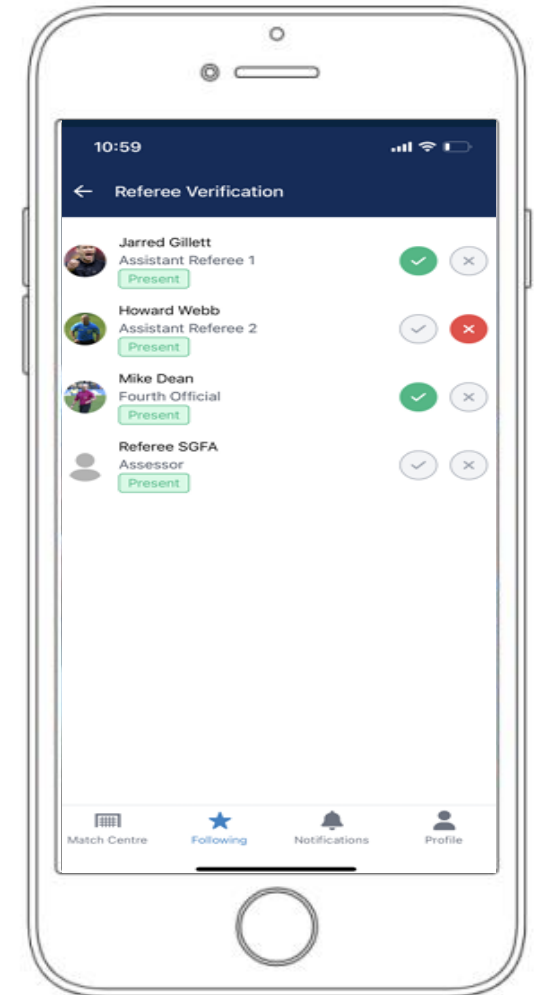 10:59
Referee Verification
Jarred Gillett
Assistant Referee 1
Present
Howard Webb
Assistant Referee 2
Present
Mike Dean
Fourth Official
Present
Referee SGFA
Assessor
Present
Match Centre Following Notifications Profile